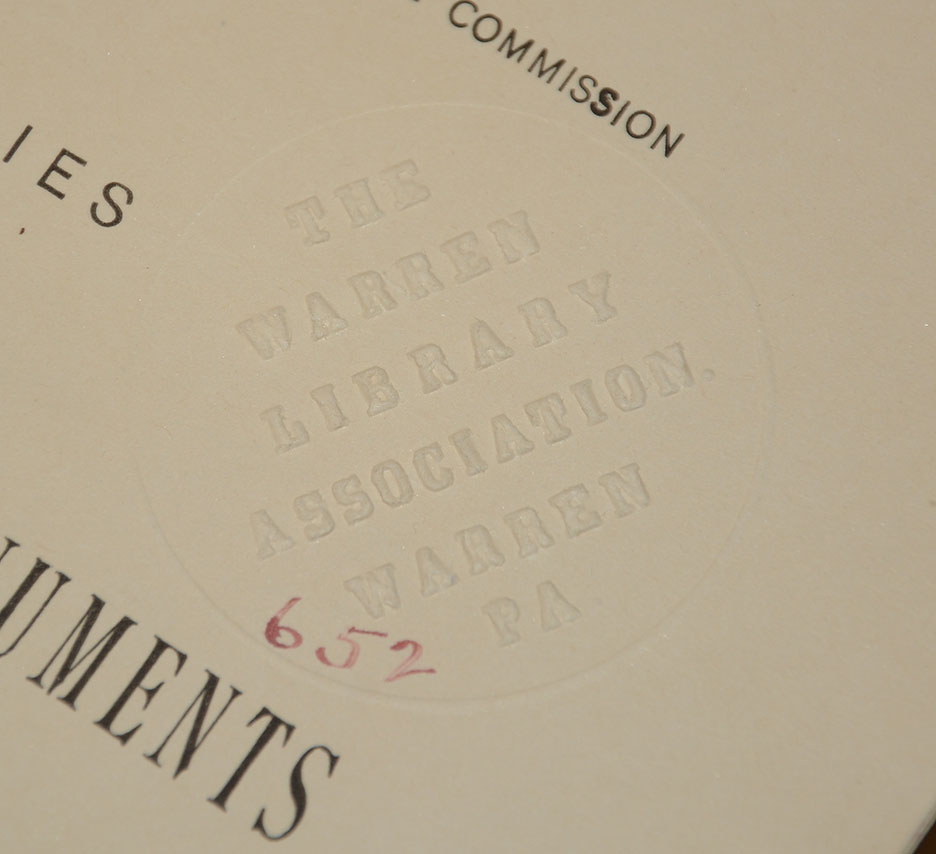 COMMISSION
IES
THE
WARREN
LIBRARY
ASSOCIATION.
WARREN
PA
652
UMENTS